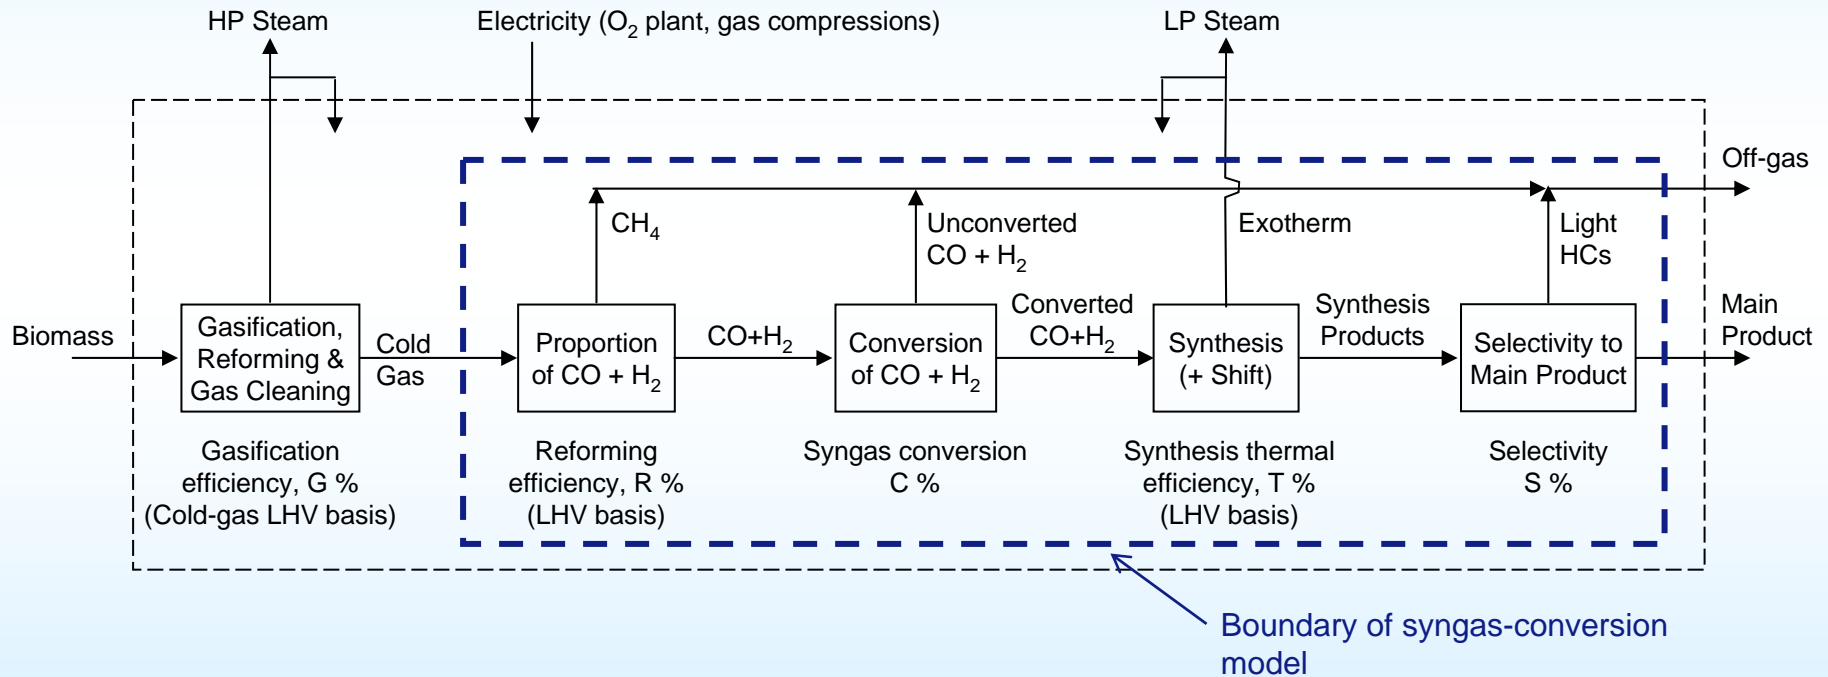 HP Steam
Electricity (O₂ plant, gas compressions)
LP Steam
Off-gas
CH₄
Unconverted
CO + H₂
Exotherm
Light
HCs
Biomass
Gasification,
Reforming &
Gas Cleaning
Cold
Gas
Proportion
of CO + H₂
CO+H₂
Conversion
of CO + H₂
Converted
CO+H₂
Synthesis
(+ Shift)
Synthesis
Products
Selectivity to
Main Product
Main
Product
Gasification
efficiency, G %
(Cold-gas LHV basis)
Reforming
efficiency, R %
(LHV basis)
Syngas conversion
C %
Synthesis thermal
efficiency, T %
(LHV basis)
Selectivity
S %
Boundary of syngas-conversion
model